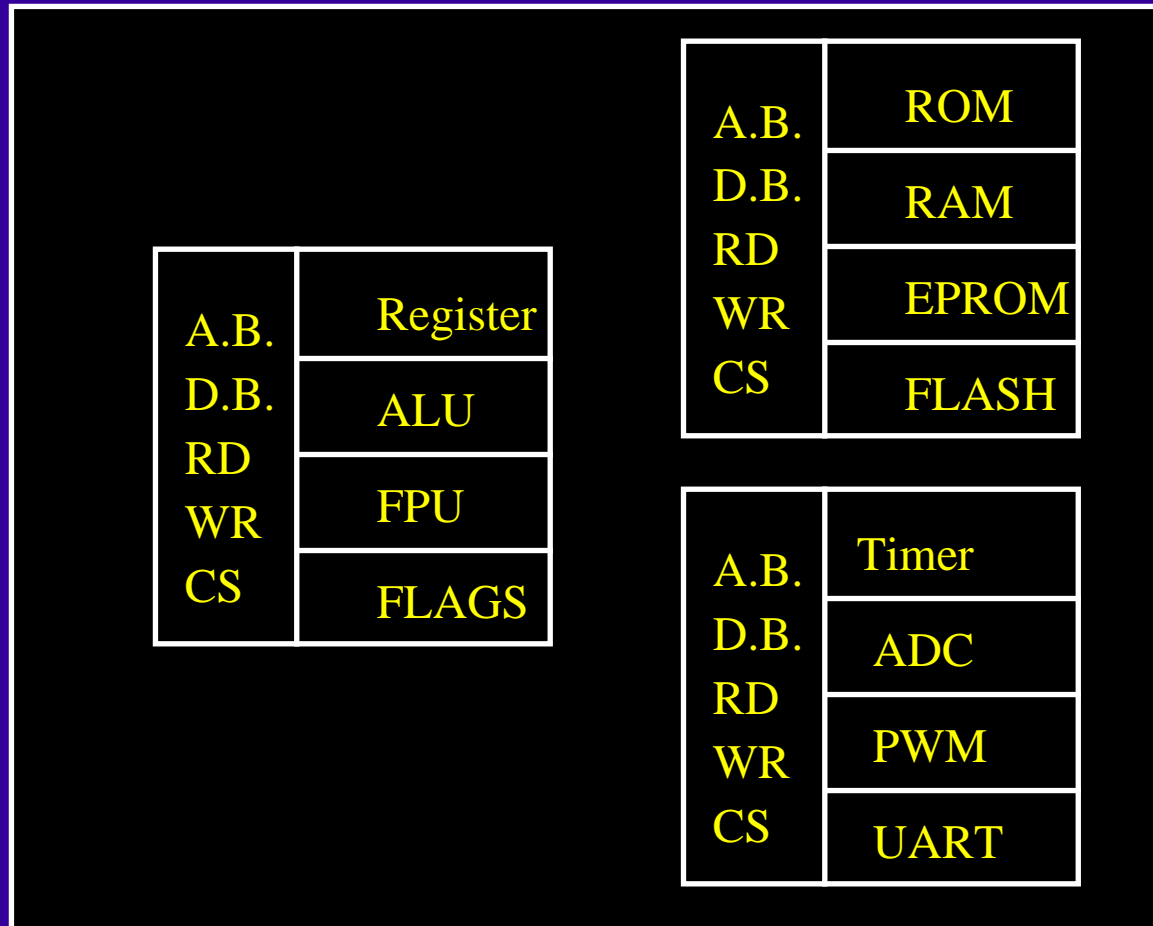 A.B.
D.B.
RD
WR
CS
Register
ALU
FPU
FLAGS
A.B.
D.B.
RD
WR
CS
ROM
RAM
EPROM
FLASH
A.B.
D.B.
RD
WR
CS
Timer
ADC
PWM
UART